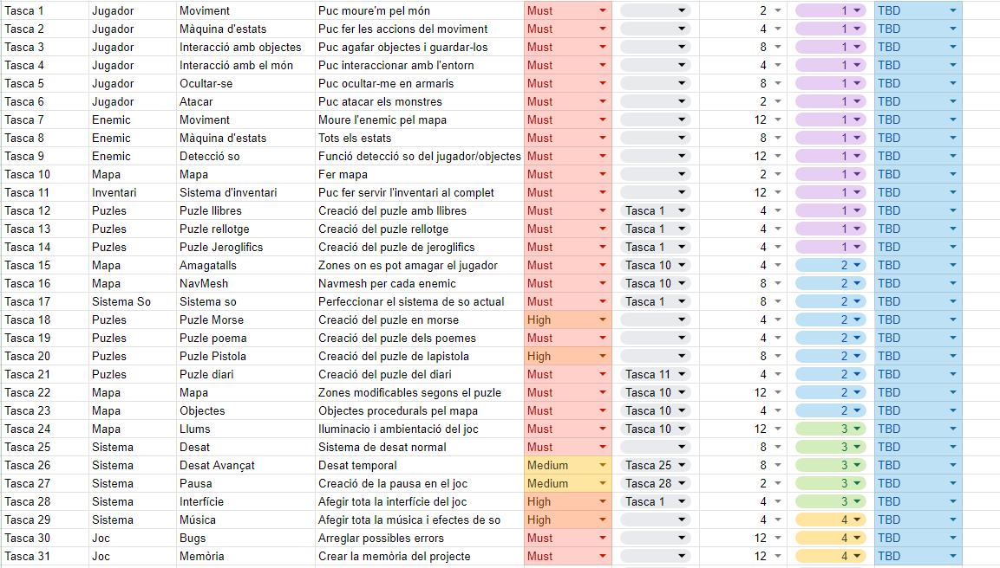 Tasca 1 Jugador Moviment Puc moure'm pel món Must 2 1 TBD
Tasca 2 Jugador Màquina d'estats Puc fer les accions del moviment Must 4 1 TBD
Tasca 3 Jugador Interacció amb objectes Puc agafar objectes i guardar-los Must 8 1 TBD
Tasca 4 Jugador Interacció amb el món Puc interaccionar amb l'entorn Must 4 1 TBD
Tasca 5 Jugador Ocultar-se Puc ocultar-me en armaris Must 8 1 TBD
Tasca 6 Jugador Atacar Puc atacar els monstres Must 2 1 TBD
Tasca 7 Enemic Moviment Moure l'enemic pel mapa Must 12 1 TBD
Tasca 8 Enemic Màquina d'estats Tots els estats Must 8 1 TBD
Tasca 9 Enemic Detecció so Funció detecció so del jugador/objectes Must 12 1 TBD
Tasca 10 Mapa Mapa Fer mapa Must 2 1 TBD
Tasca 11 Inventari Sistema d'inventari Puc fer servir l'inventari al complet Must 12 1 TBD
Tasca 12 Puzles Puzle llibres Creació del puzle amb llibres Must Tasca 1 4 1 TBD
Tasca 13 Puzles Puzle rellotge Creació del puzle rellotge Must Tasca 1 4 1 TBD
Tasca 14 Puzles Puzle Jeroglifics Creació del puzle de jeroglifics Must Tasca 1 4 1 TBD
Tasca 15 Mapa Amagatalls Zones on es pot amagar el jugador Must Tasca 10 4 2 TBD
Tasca 16 Mapa NavMesh Navmesh per cada enemic Must Tasca 10 8 2 TBD
Tasca 17 Sistema So Sistema so Perfeccionar el sistema de so actual Must Tasca 1 8 2 TBD
Tasca 18 Puzles Puzle Morse Creació del puzle en morse High 4 2 TBD
Tasca 19 Puzles Puzle poema Creació del puzle dels poemes Must 4 2 TBD
Tasca 20 Puzles Puzle Pistola Creació del puzle de lapistola High 8 2 TBD
Tasca 21 Puzles Puzle diari Creació del puzle del diari Must Tasca 11 4 2 TBD
Tasca 22 Mapa Mapa Zones modificables segons el puzle Must Tasca 10 12 2 TBD
Tasca 23 Mapa Objectes Objectes procedurals pel mapa Must Tasca 10 4 2 TBD
Tasca 24 Mapa Llums Iluminacio i ambientació del joc Must Tasca 10 12 3 TBD
Tasca 25 Sistema Desat Sistema de desat normal Must 8 3 TBD
Tasca 26 Sistema Desat Avançat Desat temporal Medium Tasca 25 8 3 TBD
Tasca 27 Sistema Pausa Creació de la pausa en el joc Medium Tasca 28 2 3 TBD
Tasca 28 Sistema Interfície Afegir tota la interfície del joc High Tasca 1 4 3 TBD
Tasca 29 Sistema Música Afegir tota la música i efectes de so High 4 4 TBD
Tasca 30 Joc Bugs Arreglar possibles errors Must 12 4 TBD
Tasca 31 Joc Memòria Crear la memòria del projecte Must 12 4 TBD